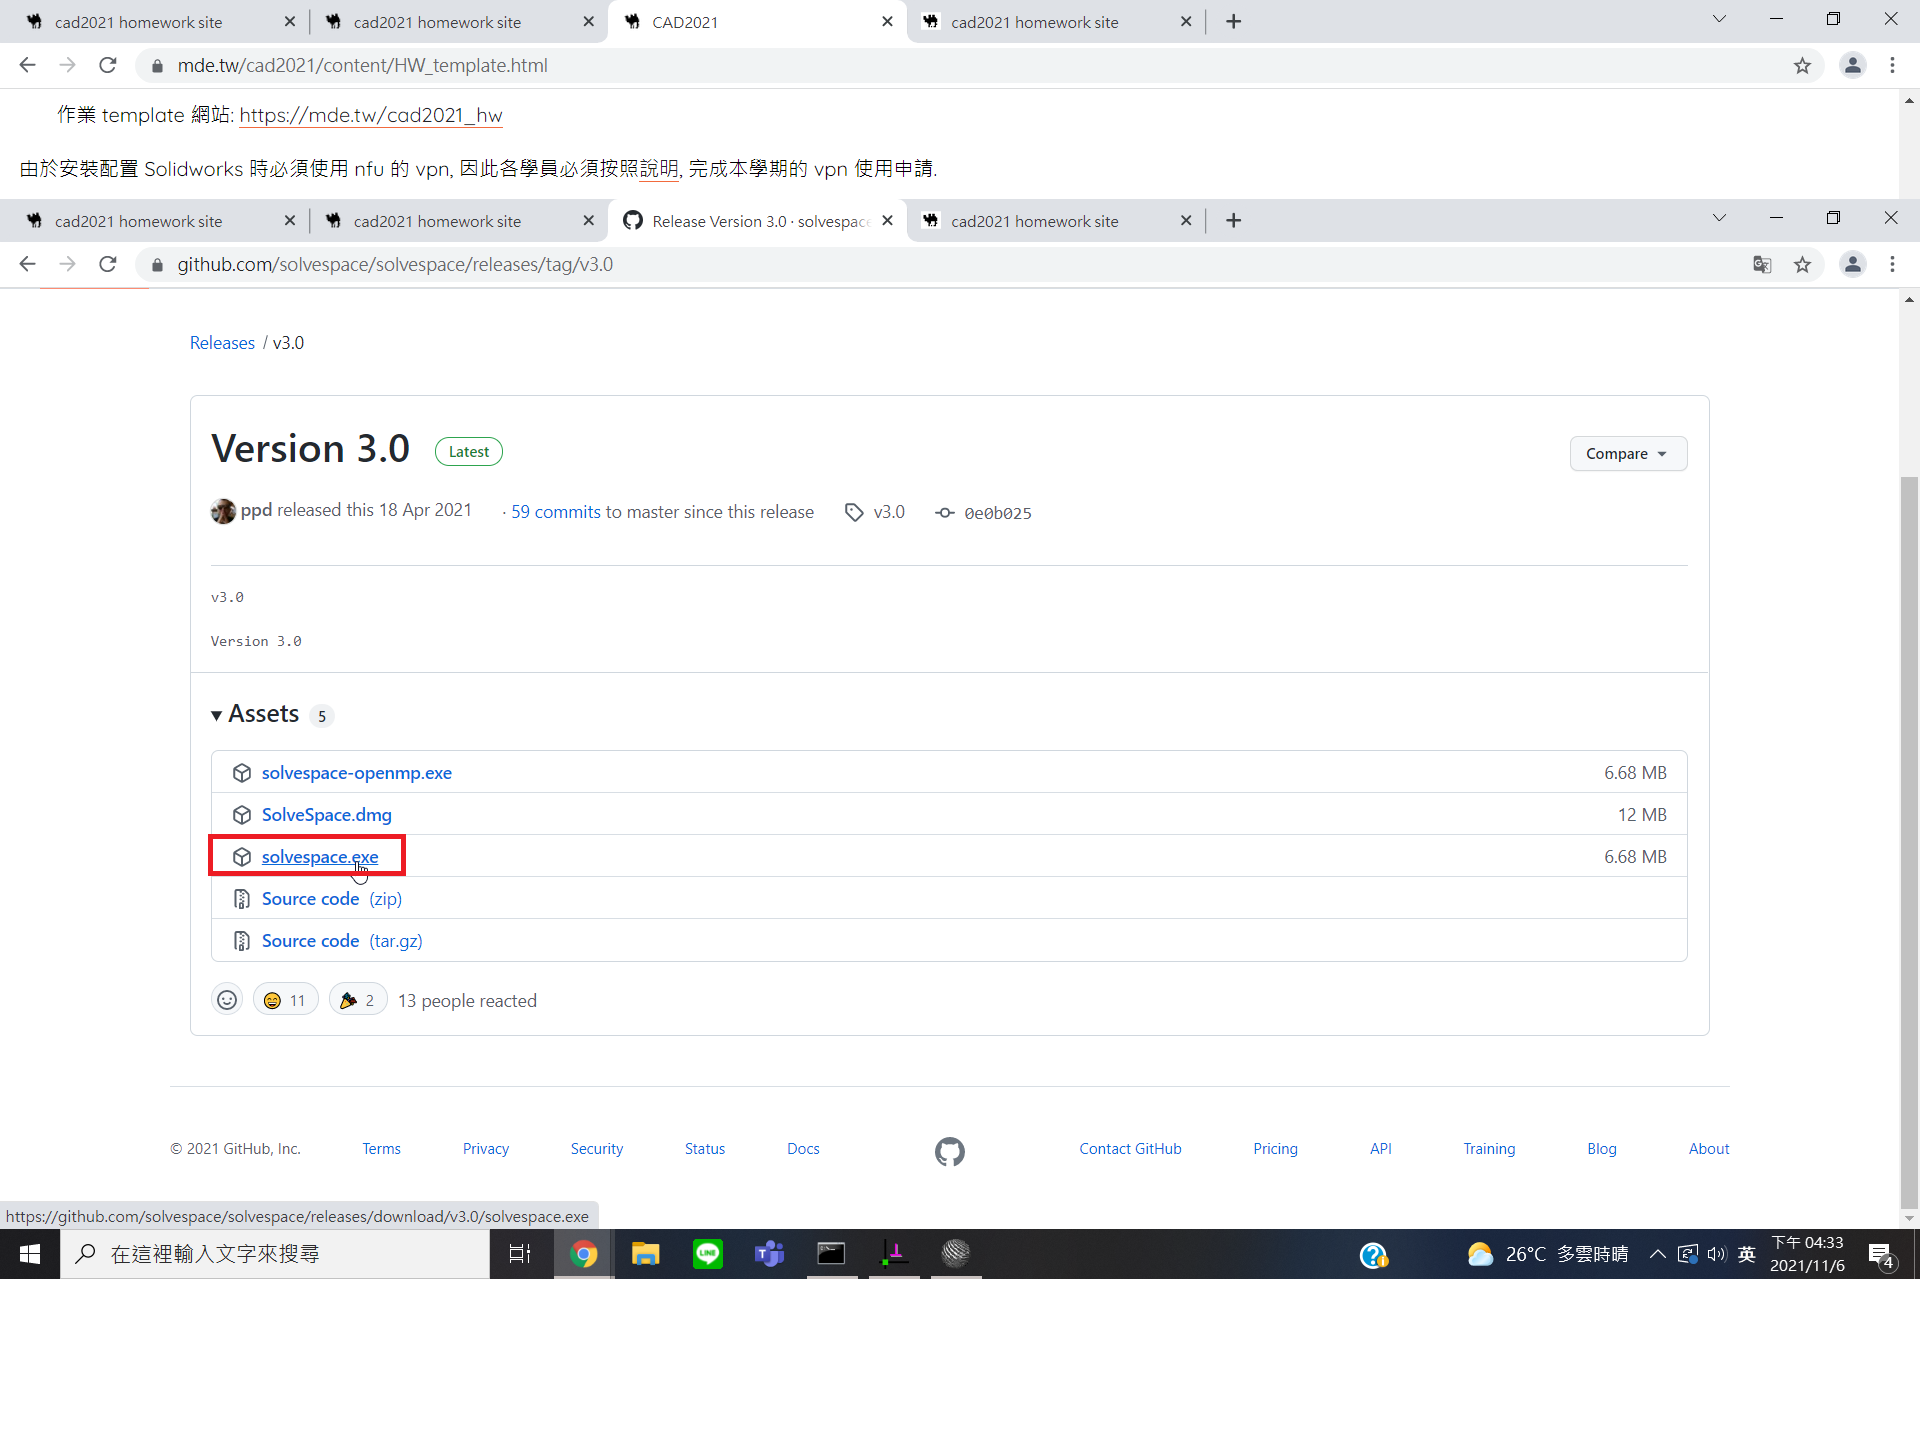 cad2021 homework site
cad2021 homework site
CAD2021
cad2021 homework site
mde.tw/cad2021/content/HW_template.html
作業 template 網站: https://mde.tw/cad2021_hw
由於安裝配置 Solidworks 時必須使用 nfu 的 vpn, 因此各學員必須按照說明, 完成本學期的 vpn 使用申請.
cad2021 homework site
cad2021 homework site
Release Version 3.0 · solvespace
cad2021 homework site
github.com/solvespace/solvespace/releases/tag/v3.0
Releases / v3.0
Version 3.0 Latest
Compare
ppd released this 18 Apr 2021 · 59 commits to master since this release v3.0 0e0b025
v3.0
Version 3.0
Assets 5
solvespace-openmp.exe 6.68 MB
SolveSpace.dmg 12 MB
solvespace.exe 6.68 MB
Source code (zip)
Source code (tar.gz)
11 2 13 people reacted
© 2021 GitHub, Inc. Terms Privacy Security Status Docs Contact GitHub Pricing API Training Blog About
https://github.com/solvespace/solvespace/releases/download/v3.0/solvespace.exe
在這裡輸入文字來搜尋
LINE
26°C 多雲時晴
英
下午 04:33
2021/11/6
4